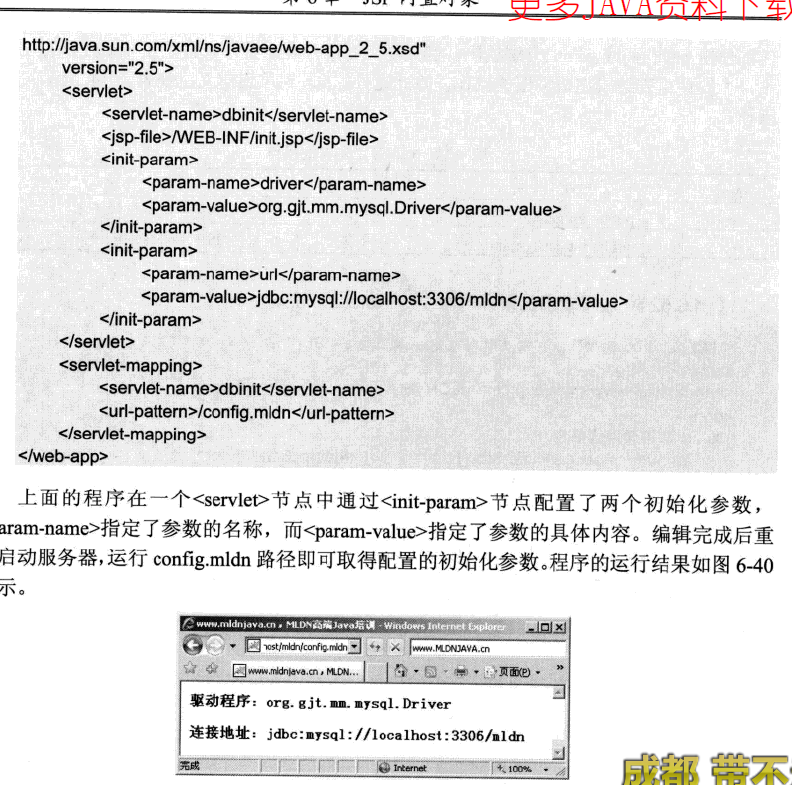 第 6 章 JSP 内置对象
更多JAVA资料下载
http://java.sun.com/xml/ns/javaee/web-app_2_5.xsd"
version="2.5">
<servlet>
<servlet-name>dbinit</servlet-name>
<jsp-file>/WEB-INF/init.jsp</jsp-file>
<init-param>
<param-name>driver</param-name>
<param-value>org.gjt.mm.mysql.Driver</param-value>
</init-param>
<init-param>
<param-name>url</param-name>
<param-value>jdbc:mysql://localhost:3306/mldn</param-value>
</init-param>
</servlet>
<servlet-mapping>
<servlet-name>dbinit</servlet-name>
<url-pattern>/config.mldn</url-pattern>
</servlet-mapping>
</web-app>
上面的程序在一个<servlet>节点中通过<init-param>节点配置了两个初始化参数，
aram-name>指定了参数的名称，而<param-value>指定了参数的具体内容。编辑完成后重
启动服务器，运行 config.mldn 路径即可取得配置的初始化参数。程序的运行结果如图 6-40
示。
www.mldnjava.cn，MLDN高端Java培训 - Windows Internet Explorer
ost/mldn/config.mldn
www.MLDNJAVA.cn
www.mldnjava.cn，MLDN...
页面(P)
驱动程序：org.gjt.mm.mysql.Driver
连接地址：jdbc:mysql://localhost:3306/mldn
完成 Internet 100%
成都 带不